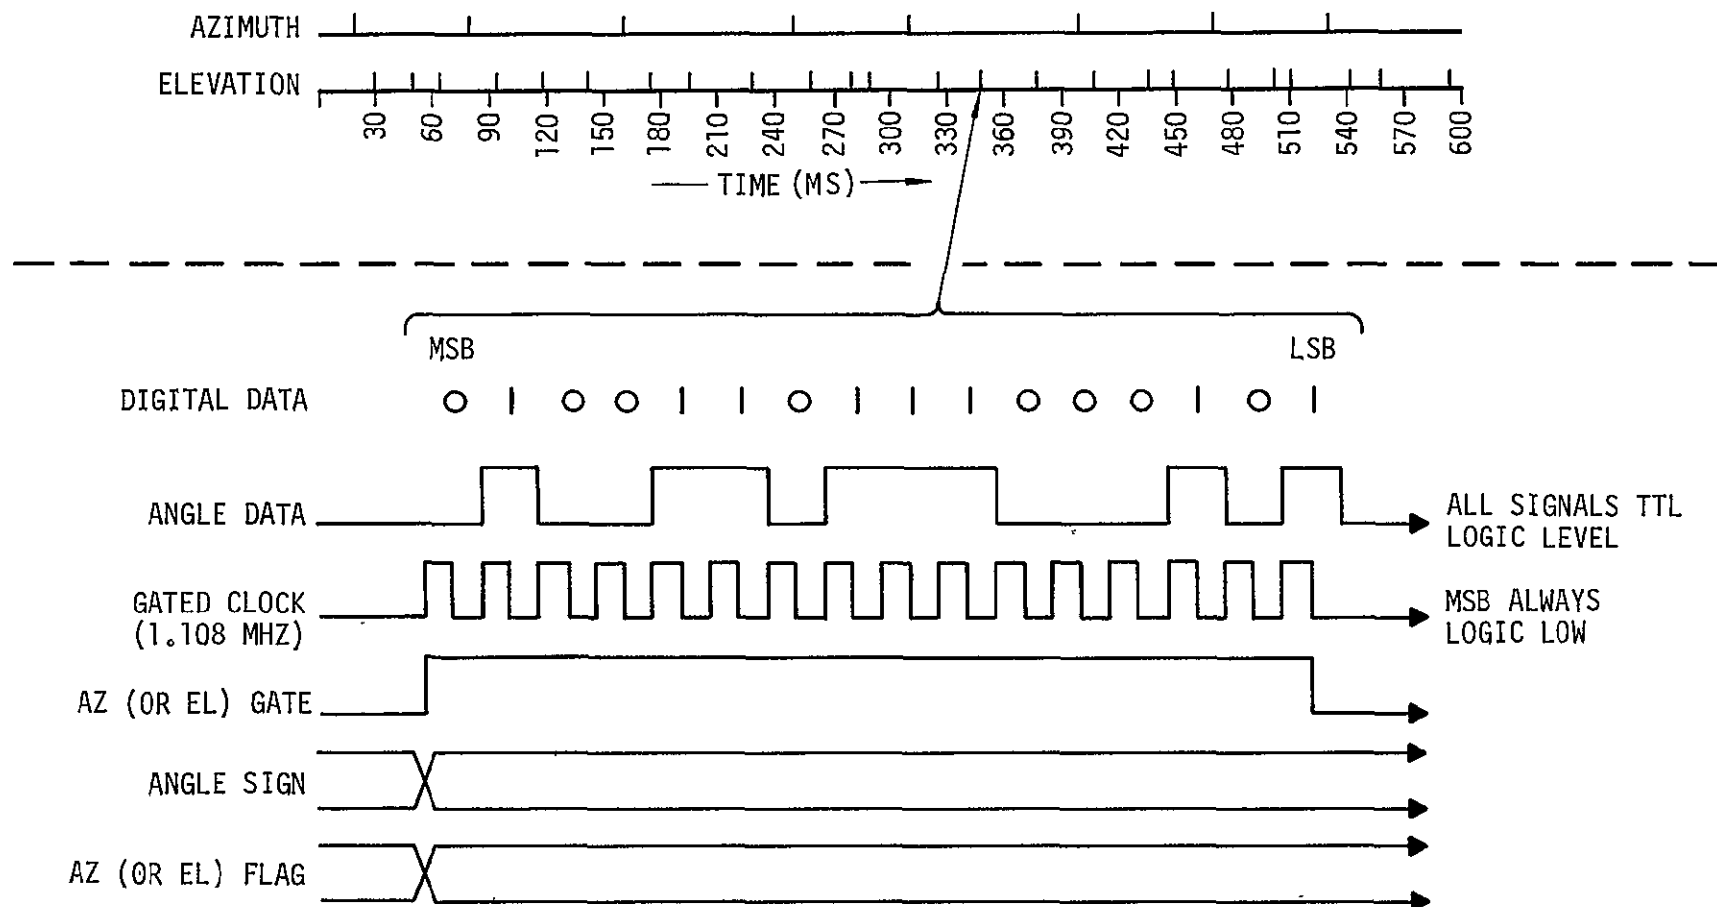 AZIMUTH
ELEVATION
30 60 90 120 150 180 210 240 270 300 330 360 390 420 450 480 510 540 570 600
TIME (MS)
MSB LSB
DIGITAL DATA 0 1 0 0 1 1 0 1 1 1 0 0 0 1 0 1
ANGLE DATA
ALL SIGNALS TTL
LOGIC LEVEL
GATED CLOCK
(1.108 MHZ)
MSB ALWAYS
LOGIC LOW
AZ (OR EL) GATE
ANGLE SIGN
AZ (OR EL) FLAG